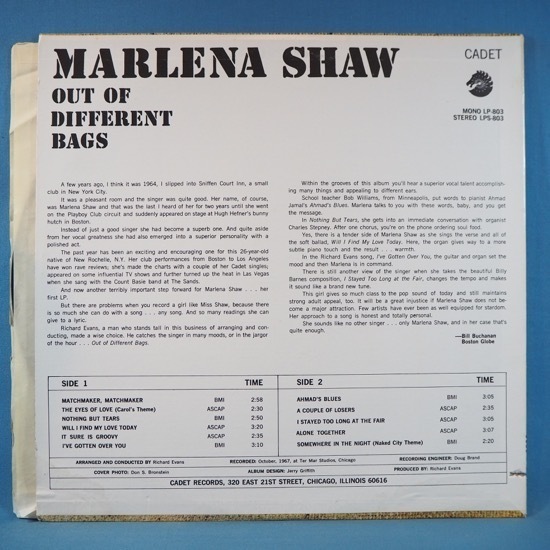 MARLENA SHAW
CADET
OUT OF
DIFFERENT
BAGS
MONO LP-803
STEREO LPS-803
A few years ago, I think it was 1964, I slipped into Sniffen Court Inn, a small
club in New York City.
It was a pleasant room and the singer was quite good. Her name, of course,
was Marlena Shaw and that was the last I heard of her for two years until she went
on the Playboy Club circuit and suddenly appeared on stage at Hugh Hefner's bunny
hutch in Boston.
Instead of just a good singer she had become a superb one. And quite aside
from her vocal greatness she had also emerged into a superior personality with a
polished act.
The past year has been an exciting and encouraging one for this 26-year-old
native of New Rochelle, N.Y. Her club performances from Boston to Los Angeles
have won rave reviews; she's made the charts with a couple of her Cadet singles;
appeared on some influential TV shows and turned up the desert heat in Las Vegas
when she sang with the Count Basie band at The Sands.
And now another terribly important step forward for Marlena Shaw . . . her
first LP.
But there are problems when you record a girl like Miss Shaw, because there
is so much she can do with a song . . . any song. And so many readings she can
give to a lyric.
Richard Evans, a man who stands tall in this business of arranging and con-
ducting, made a wise choice. He catches the singer in many moods, or in the jargon
of the hour . . . Out of Different Bags.
Within the grooves of this album you'll hear a superior vocal talent accomplish-
ing many things and appealing to different ears.
School teacher Bob Williams, from Minneapolis, put words to pianist Ahmad
Jamal's Ahmad's Blues. Marlena talks to you with these words, baby, and you get
the message.
In Nothing But Tears, she gets into an immediate conversation with organist
Charles Stepney. After one chorus, you're on the phone ordering soul food.
Yes, there is a tender side of Marlena Shaw as she sings the verse and all of
the soft ballad, Will I Find My Love Today. Here, the organ gives way to a more
subtle piano touch and the result . . . warmth.
In the Richard Evans song, I've Gotten Over You, the guitar and organ set the
mood and then Marlena is in command.
There is still another view of the singer when she takes the beautiful Billy
Barnes composition, I Stayed Too Long at the Fair, changes the tempo and makes
it sound like a brand new tune.
This girl gives so much class to the pop sound of today and still maintains
strong adult appeal, too. It will be a great injustice if Marlena Shaw does not be-
come a major attraction. Few artists have ever been as well equipped for stardom.
Her approach to a song is honest and totally personal.
She sounds like no other singer . . . only Marlena Shaw, and in her case that's
quite enough.
—Bill Buchanan
Boston Globe
SIDE 1 TIME
MATCHMAKER, MATCHMAKER BMI 2:58
THE EYES OF LOVE (Carol's Theme) ASCAP 2:30
NOTHING BUT TEARS BMI 2:50
WILL I FIND MY LOVE TODAY ASCAP 3:20
IT SURE IS GROOVY ASCAP 2:35
I'VE GOTTEN OVER YOU BMI 3:10
SIDE 2 TIME
AHMAD'S BLUES BMI 3:05
A COUPLE OF LOSERS ASCAP 2:35
I STAYED TOO LONG AT THE FAIR ASCAP 3:05
ALONE TOGETHER ASCAP 3:07
SOMEWHERE IN THE NIGHT (Naked City Theme) BMI 2:20
ARRANGED AND CONDUCTED BY Richard Evans RECORDED: October, 1967, at Ter Mar Studios, Chicago RECORDING ENGINEER: Doug Brand
COVER PHOTO: Don S. Bronstein ALBUM DESIGN: Jerry Griffith PRODUCED BY: Richard Evans
CADET RECORDS, 320 EAST 21ST STREET, CHICAGO, ILLINOIS 60616